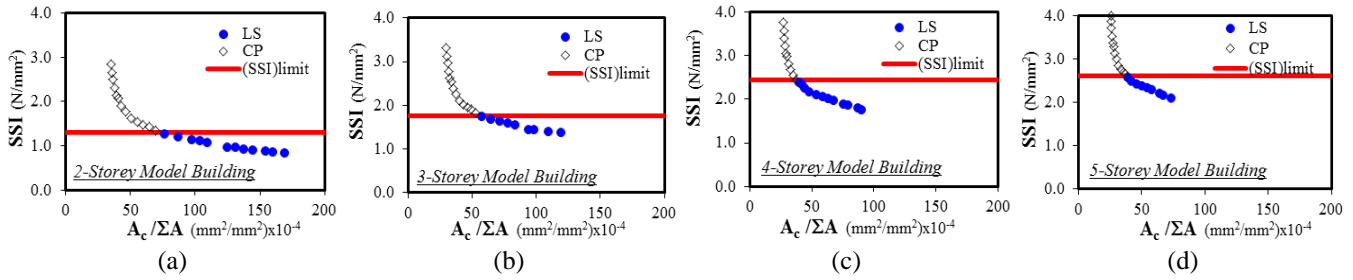 4.0
3.0
2.0
1.0
0.0
SSI (N/mm²)
LS
CP
(SSI)limit
2-Storey Model Building
0 50 100 150 200
A_c /ΣA (mm²/mm²)x10⁻⁴
(a)
4.0
3.0
2.0
1.0
0.0
SSI (N/mm²)
LS
CP
(SSI)limit
3-Storey Model Building
0 50 100 150 200
A_c /ΣA (mm²/mm²)x10-4
(b)
4.0
3.0
2.0
1.0
0.0
SSI (N/mm²)
LS
CP
(SSI)limit
4-Storey Model Building
0 50 100 150 200
A_c /ΣA (mm²/mm²)x10-4
(c)
4.0
3.0
2.0
1.0
0.0
SSI (N/mm²)
LS
CP
(SSI)limit
5-Storey Model Building
0 50 100 150 200
A_c /ΣA (mm²/mm²)x10-4
(d)